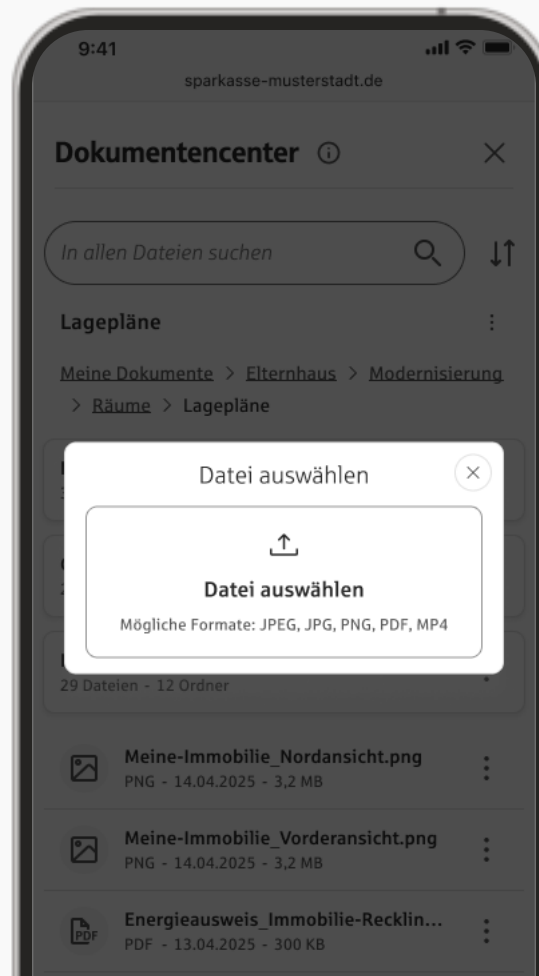 9:41
sparkasse-musterstadt.de
Dokumentencenter
In allen Dateien suchen
Lagepläne
Meine Dokumente > Elternhaus > Modernisierung
> Räume > Lagepläne
Datei auswählen
Datei auswählen
Mögliche Formate: JPEG, JPG, PNG, PDF, MP4
29 Dateien - 12 Ordner
Meine-Immobilie_Nordansicht.png
PNG - 14.04.2025 - 3,2 MB
Meine-Immobilie_Vorderansicht.png
PNG - 14.04.2025 - 3,2 MB
PDF
Energieausweis_Immobilie-Recklin...
PDF - 13.04.2025 - 300 KB